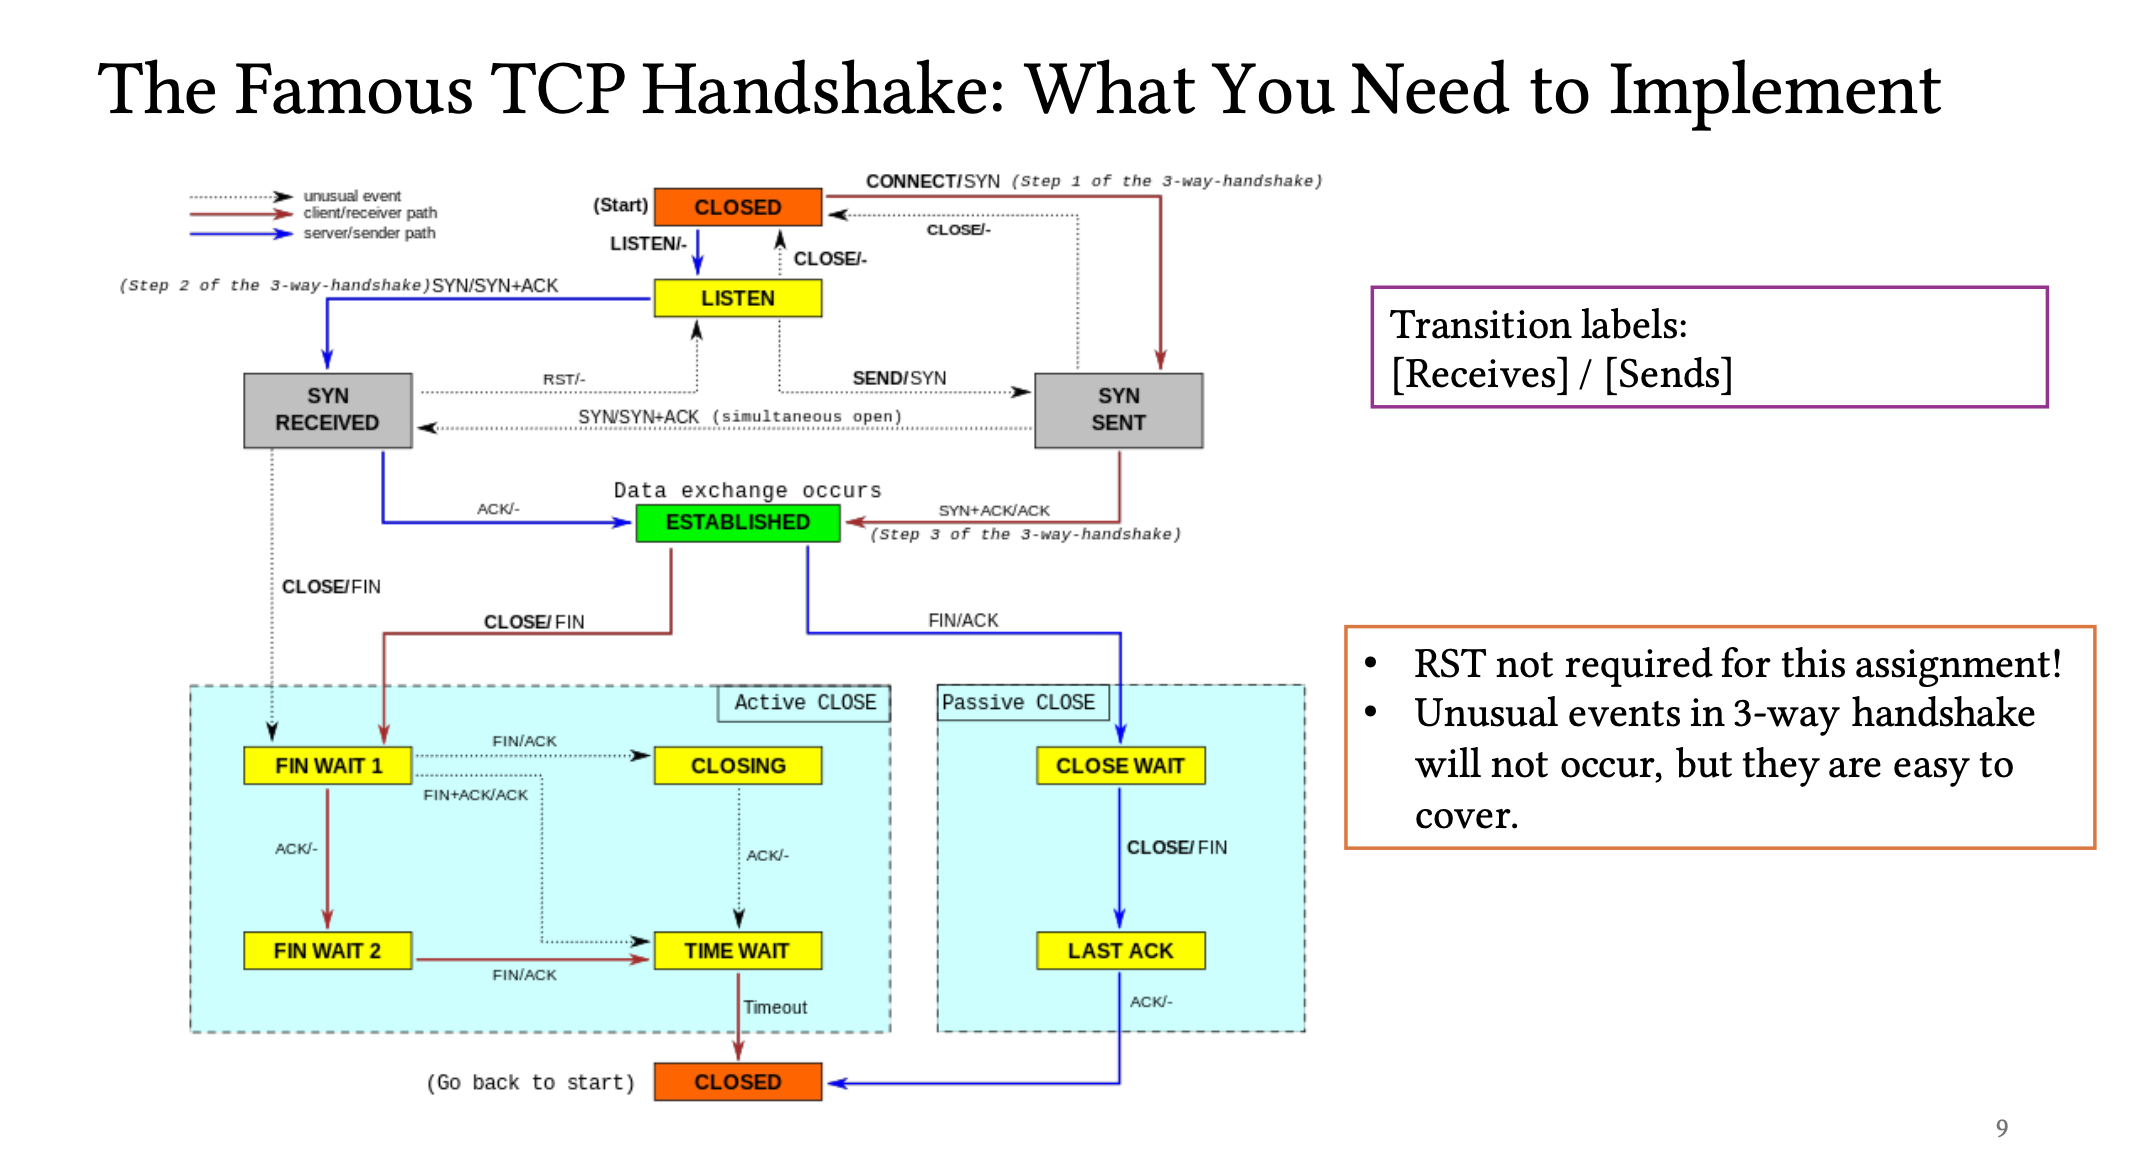 The Famous TCP Handshake: What You Need to Implement
unusual event
client/receiver path
server/sender path
(Start)
CLOSED
CONNECT/SYN (Step 1 of the 3-way-handshake)
CLOSE/-
LISTEN/-
CLOSE/-
(Step 2 of the 3-way-handshake)SYN/SYN+ACK
LISTEN
Transition labels:
[Receives] / [Sends]
SYN
RECEIVED
RST/-
SEND/SYN
SYN
SENT
SYN/SYN+ACK (simultaneous open)
Data exchange occurs
ACK/-
ESTABLISHED
SYN+ACK/ACK
(Step 3 of the 3-way-handshake)
CLOSE/FIN
CLOSE/ FIN
FIN/ACK
• RST not required for this assignment!
• Unusual events in 3-way handshake
will not occur, but they are easy to
cover.
Active CLOSE
Passive CLOSE
FIN WAIT 1
FIN/ACK
CLOSING
CLOSE WAIT
FIN+ACK/ACK
ACK/-
ACK/-
CLOSE/ FIN
FIN WAIT 2
FIN/ACK
TIME WAIT
LAST ACK
Timeout
ACK/-
(Go back to start)
CLOSED
9